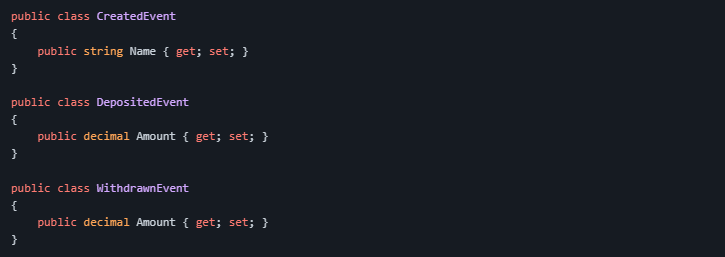 public class CreatedEvent
{
    public string Name { get; set; }
}

public class DepositedEvent
{
    public decimal Amount { get; set; }
}

public class WithdrawnEvent
{
    public decimal Amount { get; set; }
}